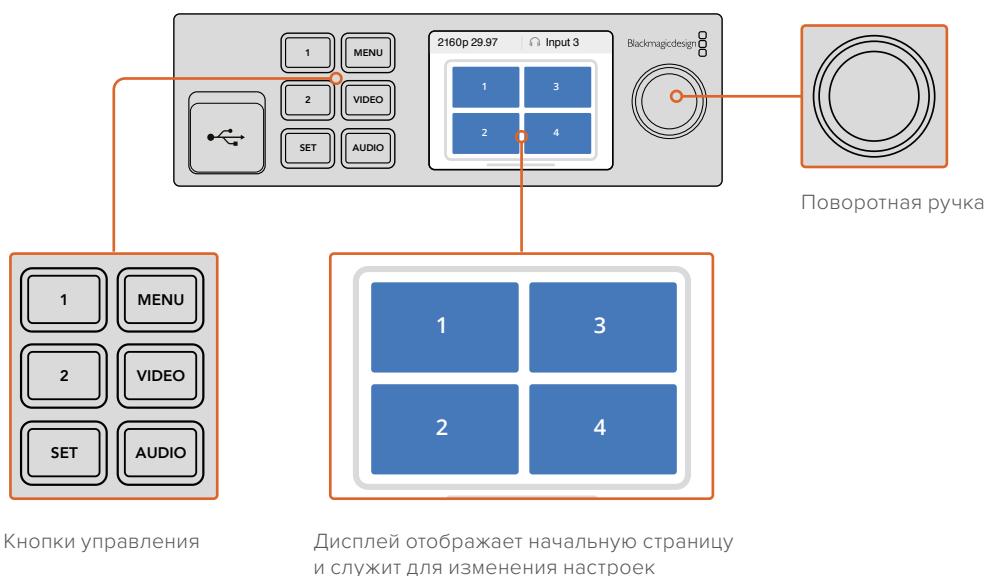 1
MENU
2
VIDEO
SET
AUDIO
2160p 29.97
Input 3
1
3
2
4
Blackmagicdesign
Поворотная ручка
1
MENU
2
VIDEO
SET
AUDIO
1
3
2
4
Кнопки управления
Дисплей отображает начальную страницу
и служит для изменения настроек